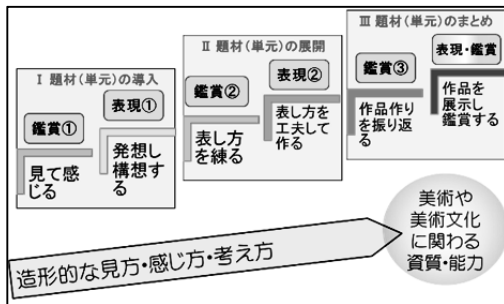 Ⅰ 題材(単元)の導入
鑑賞①
見て感
じる
表現①
発想し
構想す
る
Ⅱ 題材(単元)の展開
鑑賞②
表し方
を練る
表現②
表し方を
工夫して
作る
Ⅲ 題材(単元)のまとめ
鑑賞③
作品作り
を振り返
る
表現・鑑賞
作品を
展示し
鑑賞する
造形的な見方・感じ方・考え方
美術や
美術文化
に関わる
資質・能力